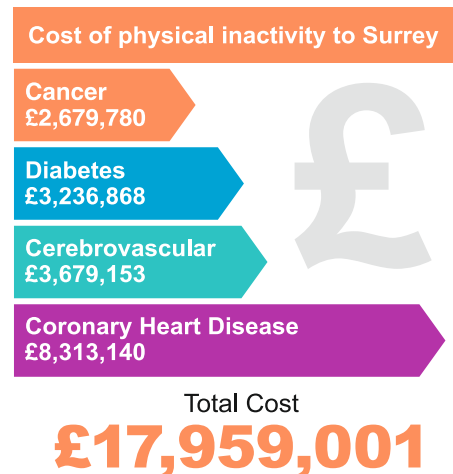 Cost of physical inactivity to Surrey
£
Cancer
£2,679,780
Diabetes
£3,236,868
Cerebrovascular
£3,679,153
Coronary Heart Disease
£8,313,140
Total Cost
£17,959,001